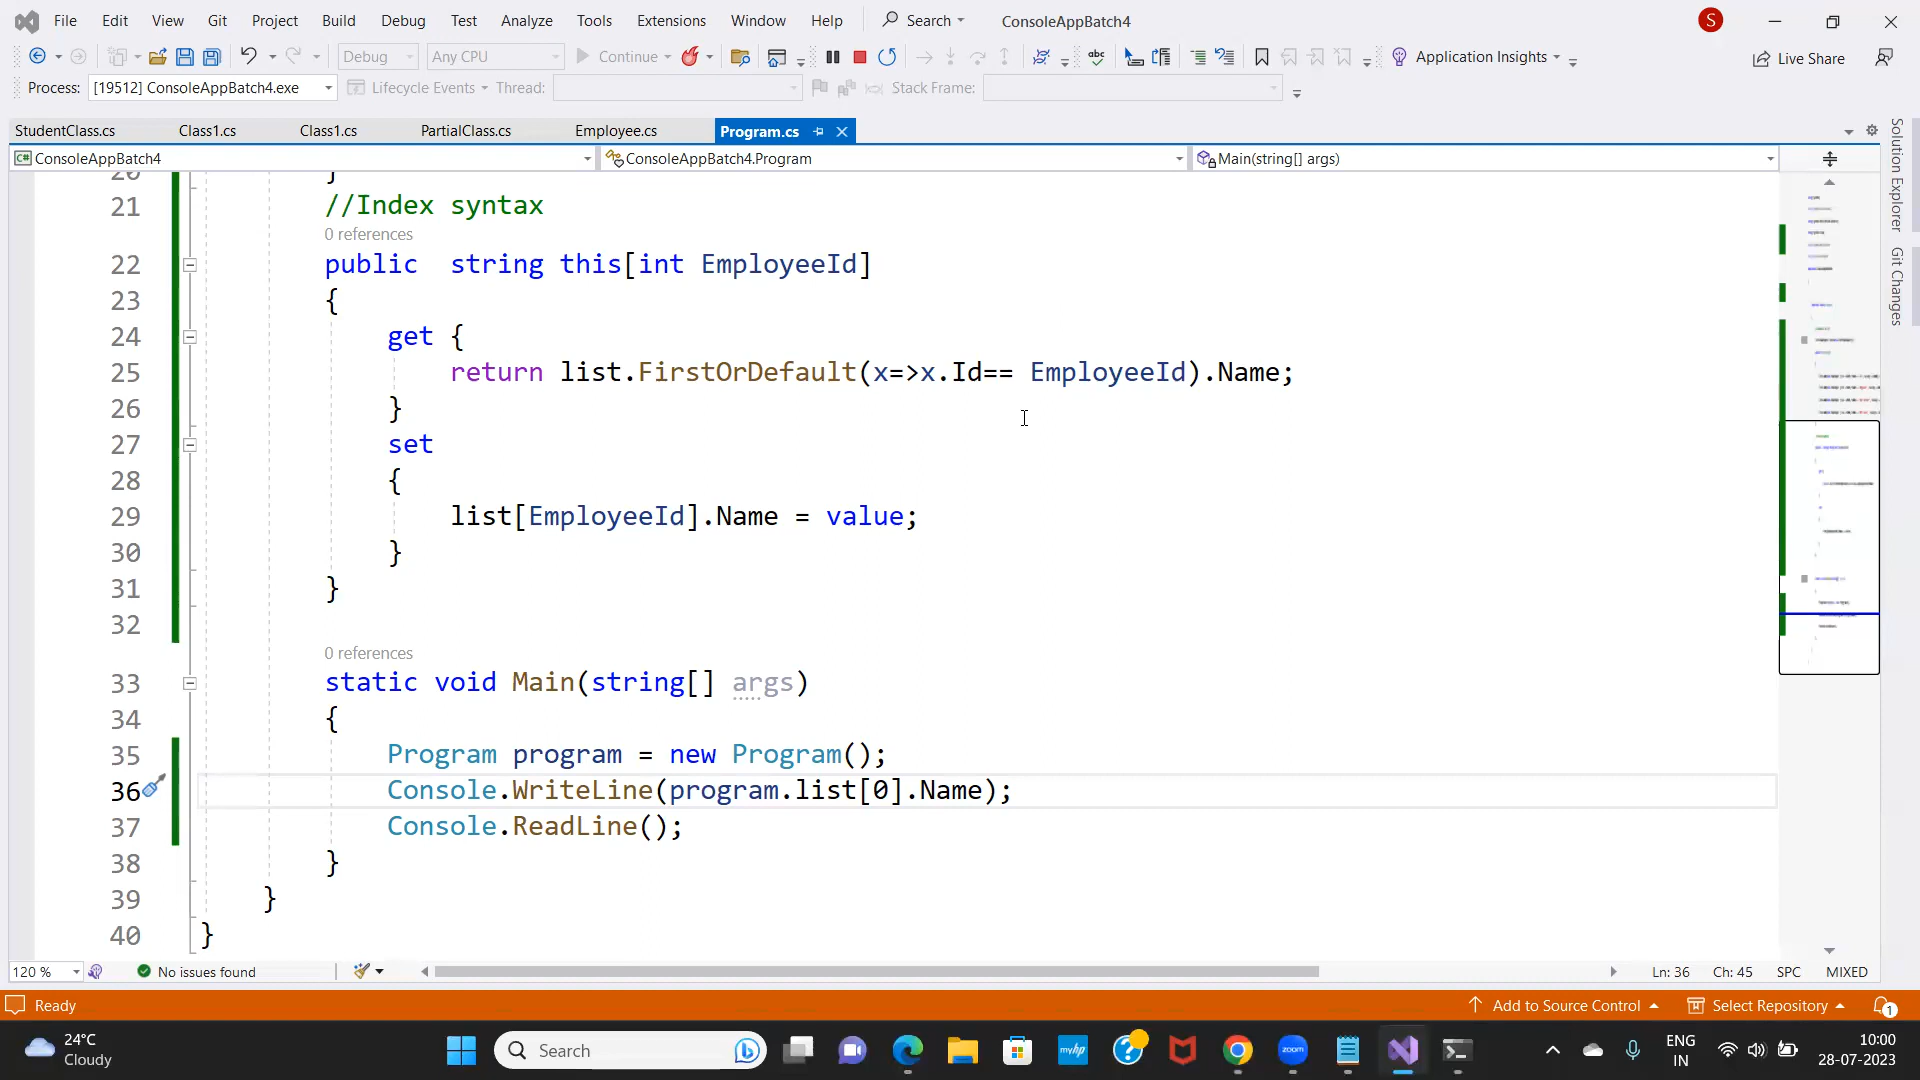 File Edit View Git Project Build Debug Test Analyze Tools Extensions Window Help Search ConsoleAppBatch4 S
Debug Any CPU Continue abc Application Insights Live Share
Process: [19512] ConsoleAppBatch4.exe Lifecycle Events Thread: Stack Frame:
StudentClass.cs Class1.cs Class1.cs PartialClass.cs Employee.cs Program.cs
C# ConsoleAppBatch4 ConsoleAppBatch4.Program Main(string[] args)
20 }
21 //Index syntax
0 references
22 public  string this[int EmployeeId]
23 {
24 get {
25 return list.FirstOrDefault(x=>x.Id== EmployeeId).Name;
26 }
27 set
28 {
29 list[EmployeeId].Name = value;
30 }
31 }
32
0 references
33 static void Main(string[] args)
34 {
35 Program program = new Program();
36 Console.WriteLine(program.list[0].Name);
37 Console.ReadLine();
38 }
39 }
40 }
Solution Explorer
Git Changes
120 % No issues found Ln: 36 Ch: 45 SPC MIXED
Ready Add to Source Control Select Repository 1
24°C
Cloudy
Search
myhp
zoom
ENG
IN
10:00
28-07-2023